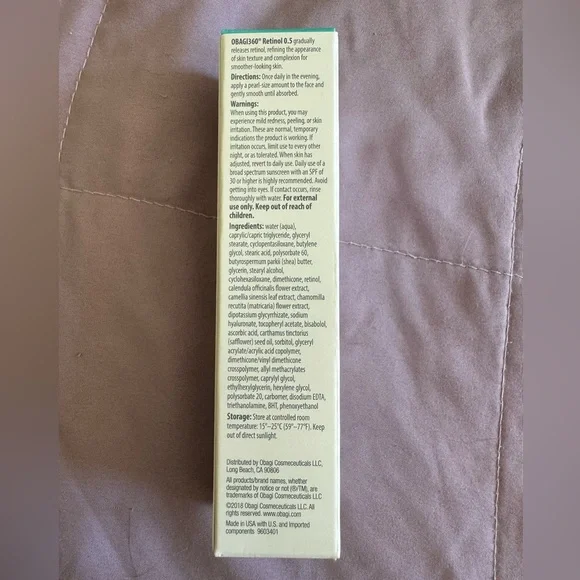 OBAGI360® Retinol 0.5 gradually
releases retinol, refining the appearance
of skin texture and complexion for
smoother-looking skin.
Directions: Once daily in the evening,
apply a pearl-size amount to the face and
gently smooth until absorbed.
Warnings:
When using this product, you may
experience mild redness, peeling, or skin
irritation. These are normal, temporary
indications the product is working. If
irritation occurs, limit use to every other
night, or as tolerated. When skin has
adjusted, revert to daily use. Daily use of a
broad spectrum sunscreen with an SPF of
30 or higher is highly recommended. Avoid
getting into eyes. If contact occurs, rinse
thoroughly with water. For external
use only. Keep out of reach of
children.
Ingredients: water (aqua),
caprylic/capric triglyceride, glyceryl
stearate, cyclopentasiloxane, butylene
glycol, stearic acid, polysorbate 60,
butyrospermum parkii (shea) butter,
glycerin, stearyl alcohol,
cyclohexasiloxane, dimethicone, retinol,
calendula officinalis flower extract,
camellia sinensis leaf extract, chamomilla
recutita (matricaria) flower extract,
dipotassium glycyrrhizate, sodium
hyaluronate, tocopheryl acetate, bisabolol,
ascorbic acid, carthamus tinctorius
(safflower) seed oil, sorbitol, glyceryl
acrylate/acrylic acid copolymer,
dimethicone/vinyl dimethicone
crosspolymer, allyl methacrylates
crosspolymer, caprylyl glycol,
ethylhexylglycerin, hexylene glycol,
polysorbate 20, carbomer, disodium EDTA,
triethanolamine, BHT, phenoxyethanol
Storage: Store at controlled room
temperature: 15°–25°C (59°–77°F). Keep
out of direct sunlight.
Distributed by Obagi Cosmeceuticals LLC,
Long Beach, CA 90806
All products/brand names, whether
designated by notice or not (®/TM), are
trademarks of Obagi Cosmeceuticals LLC
©2018 Obagi Cosmeceuticals LLC. All
rights reserved. www.obagi.com
Made in USA with U.S. and Imported
components 9603401